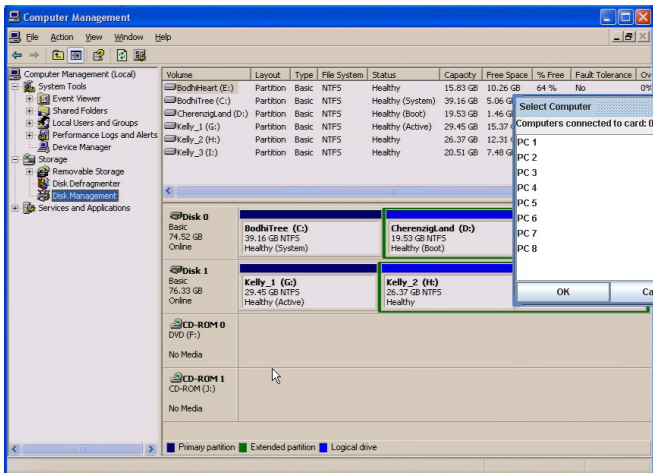 Computer Management
File Action View Window Help
Computer Management (Local)
System Tools
Event Viewer
Shared Folders
Local Users and Groups
Performance Logs and Alerts
Device Manager
Storage
Removable Storage
Disk Defragmenter
Disk Management
Services and Applications
Volume Layout Type File System Status Capacity Free Space % Free Fault Tolerance Ov
BodhiHeart (E:) Partition Basic NTFS Healthy 15.83 GB 10.26 GB 64 % No 0%
BodhiTree (C:) Partition Basic NTFS Healthy (System) 39.16 GB 5.06 G
CherenzigLand (D:) Partition Basic NTFS Healthy (Boot) 19.53 GB 1.46 G
Kelly_1 (G:) Partition Basic NTFS Healthy (Active) 29.45 GB 15.37
Kelly_2 (H:) Partition Basic NTFS Healthy 26.37 GB 12.31
Kelly_3 (I:) Partition Basic NTFS Healthy 20.51 GB 7.48 G
Select Computer
Computers connected to card: 0
PC 1
PC 2
PC 3
PC 4
PC 5
PC 6
PC 7
PC 8
OK Ca
Disk 0
Basic
74.52 GB
Online
BodhiTree (C:)
39.16 GB NTFS
Healthy (System)
CherenzigLand (D:)
19.53 GB NTFS
Healthy (Boot)
Disk 1
Basic
76.33 GB
Online
Kelly_1 (G:)
29.45 GB NTFS
Healthy (Active)
Kelly_2 (H:)
26.37 GB NTFS
Healthy
CD-ROM 0
DVD (F:)
No Media
CD-ROM 1
CD-ROM (J:)
No Media
Primary partition Extended partition Logical drive